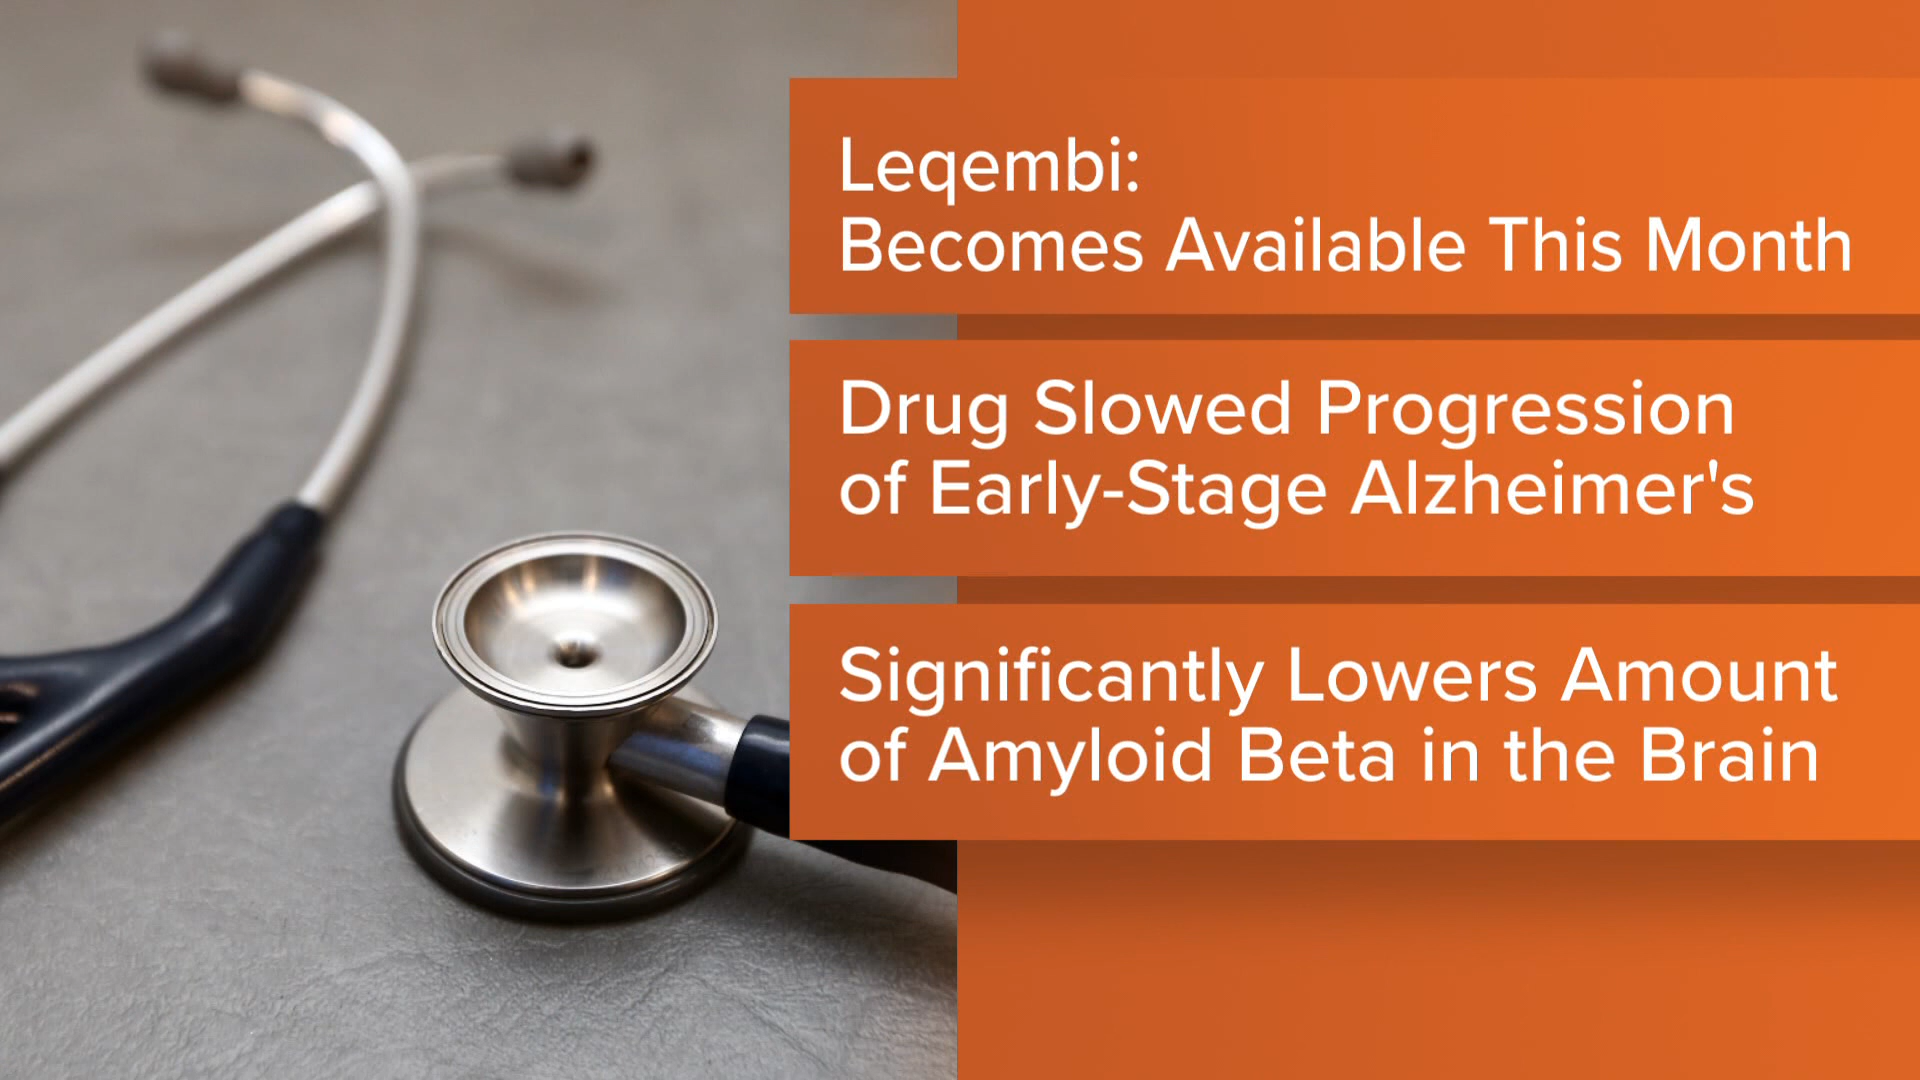 Leqembi:
Becomes Available This Month
Drug Slowed Progression
of Early-Stage Alzheimer's
Significantly Lowers Amount
of Amyloid Beta in the Brain